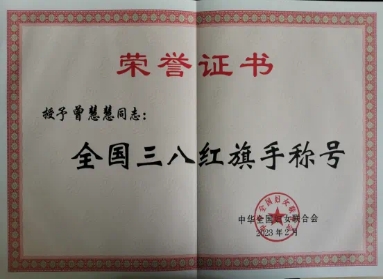 荣誉证书
授予曾慧慧同志：
全国三八红旗手称号
中华全国妇女联合会
2023年2月